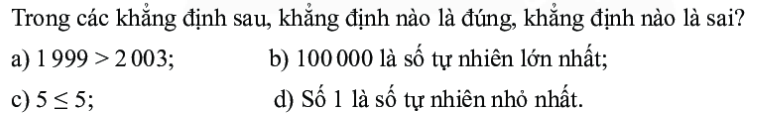 Trong các khẳng định sau, khẳng định nào là đúng, khẳng định nào là sai?
a) 1 999 > 2 003; b) 100 000 là số tự nhiên lớn nhất;
c) 5 ≤ 5; d) Số 1 là số tự nhiên nhỏ nhất.